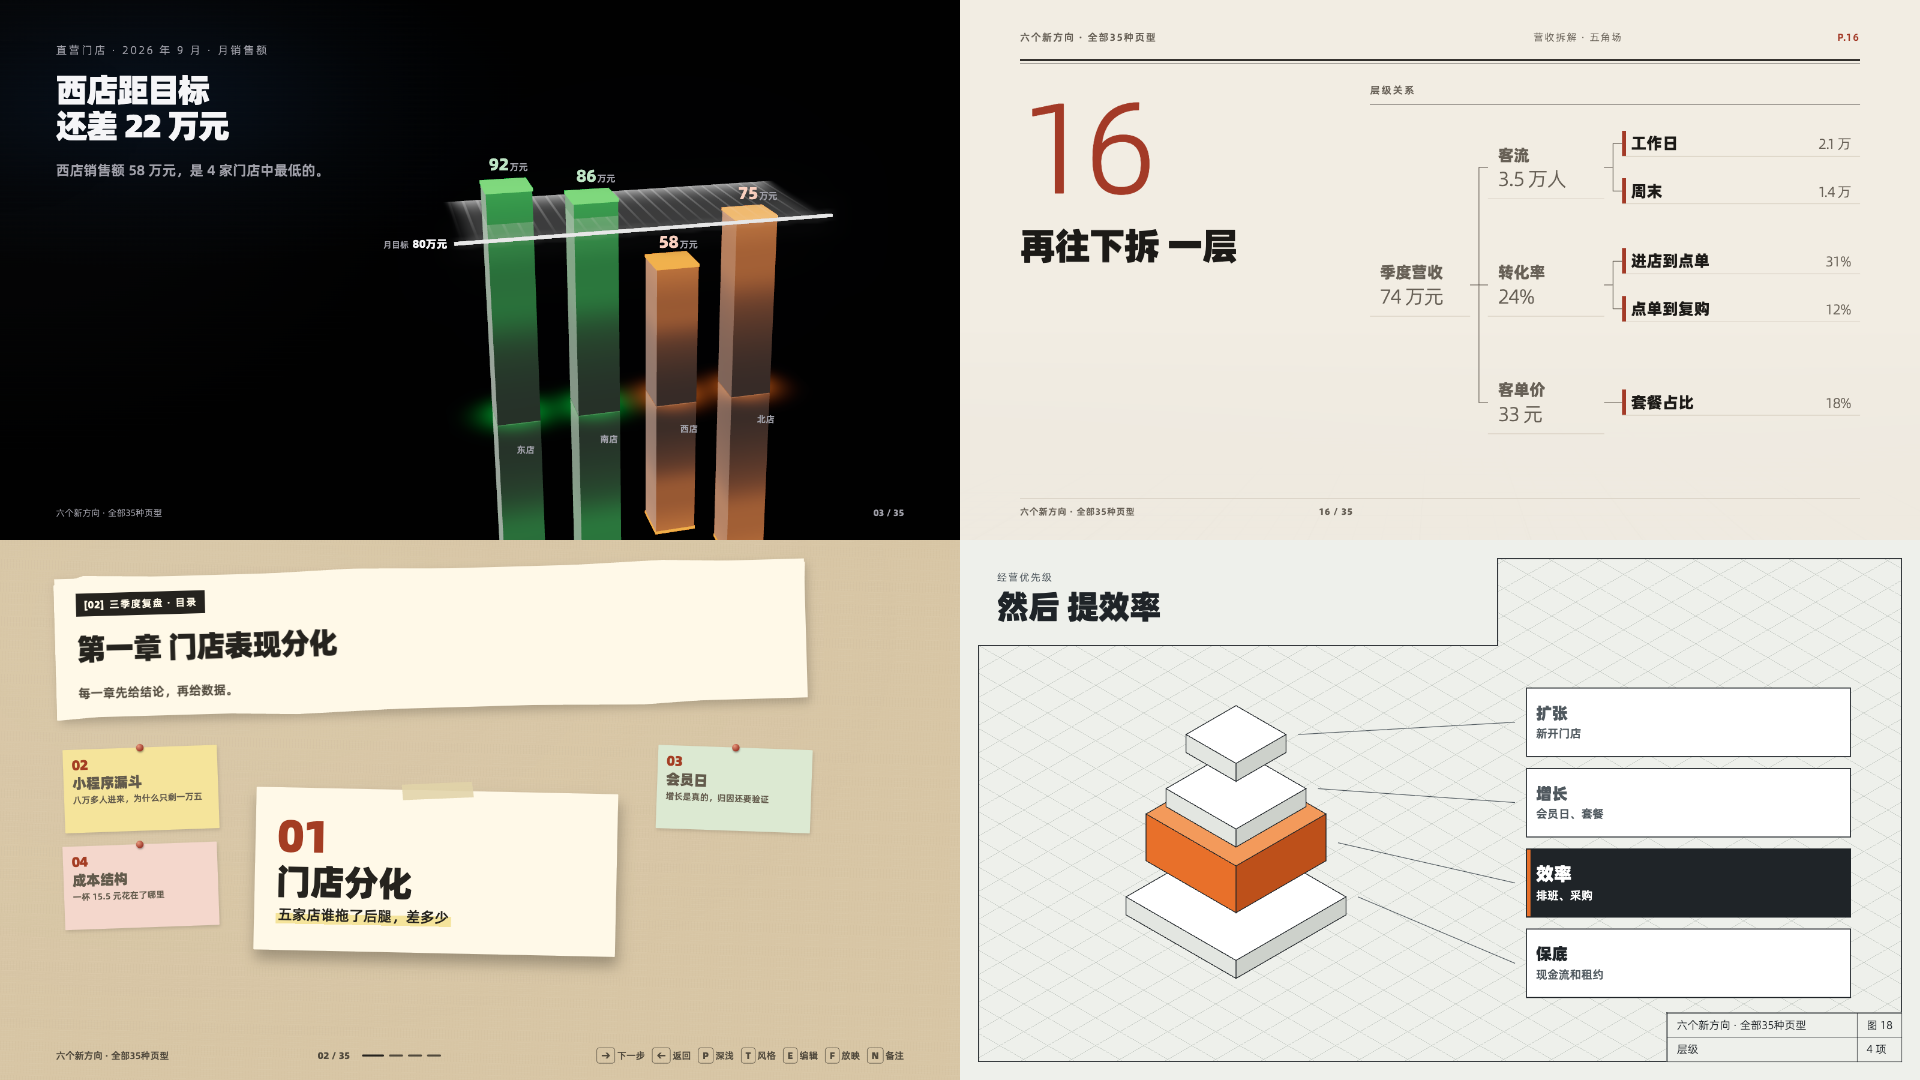 直营门店 · 2026 年 9 月 · 月销售额
西店距目标
还差 22 万元
西店销售额 58 万元，是 4 家门店中最低的。
92万元
86万元
75万元
58万元
月目标 80万元
东店
南店
西店
北店
六个新方向 · 全部35种页型
03 / 35
六个新方向 · 全部35种页型
营收拆解 · 五角场
P.16
16
再往下拆 一层
层级关系
季度营收
74 万元
客流
3.5 万人
转化率
24%
客单价
33 元
工作日
2.1 万
周末
1.4 万
进店到点单
31%
点单到复购
12%
套餐占比
18%
六个新方向 · 全部35种页型
16 / 35
[02] 三季度复盘 · 目录
第一章 门店表现分化
每一章先给结论，再给数据。
02
小程序漏斗
八万多人进来，为什么只剩一万五
03
会员日
增长是真的，归因还要验证
04
成本结构
一杯 15.5 元花在了哪里
01
门店分化
五家店谁拖了后腿，差多少
六个新方向 · 全部35种页型
02 / 35
→ 下一步 ← 返回 P 深浅 T 风格 E 编辑 F 放映 N 备注
经营优先级
然后 提效率
扩张
新开门店
增长
会员日、套餐
效率
排班、采购
保底
现金流和租约
六个新方向 · 全部35种页型
图 18
层级
4 项